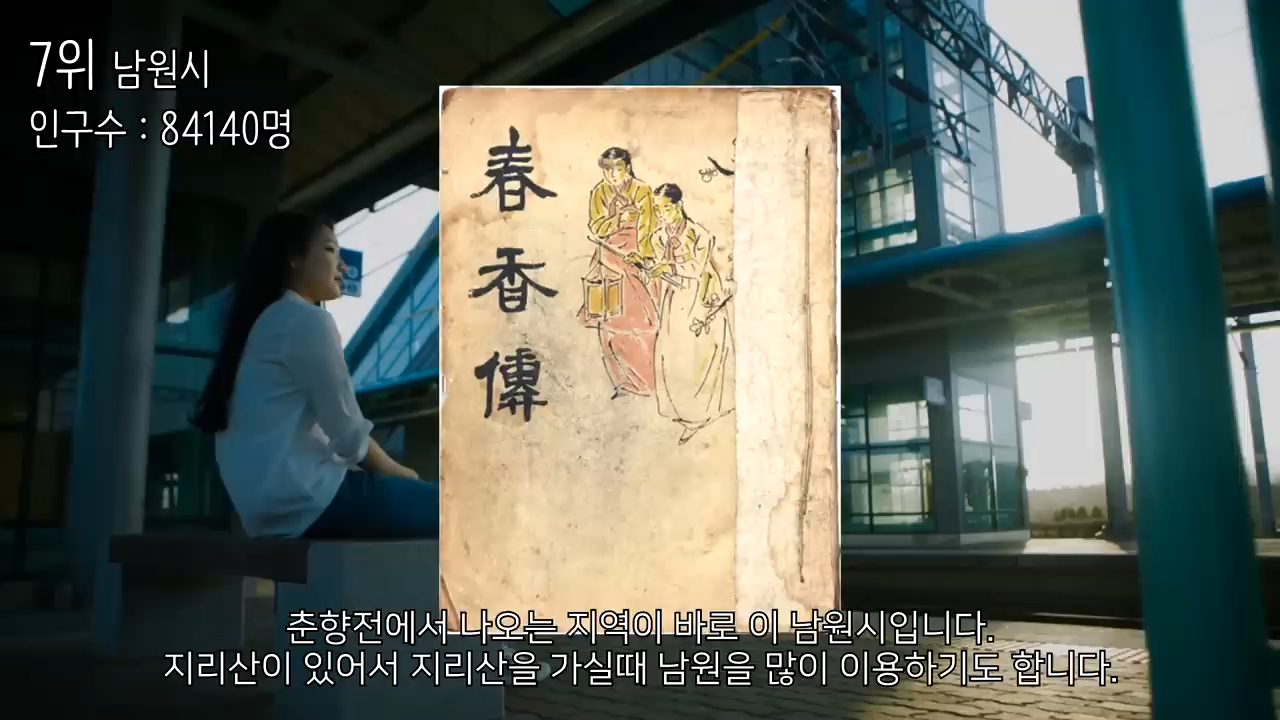 7위 남원시
인구수 : 84140명
春香傳
춘향전에서 나오는 지역이 바로 이 남원시입니다.
지리산이 있어서 지리산을 가실때 남원을 많이 이용하기도 합니다.